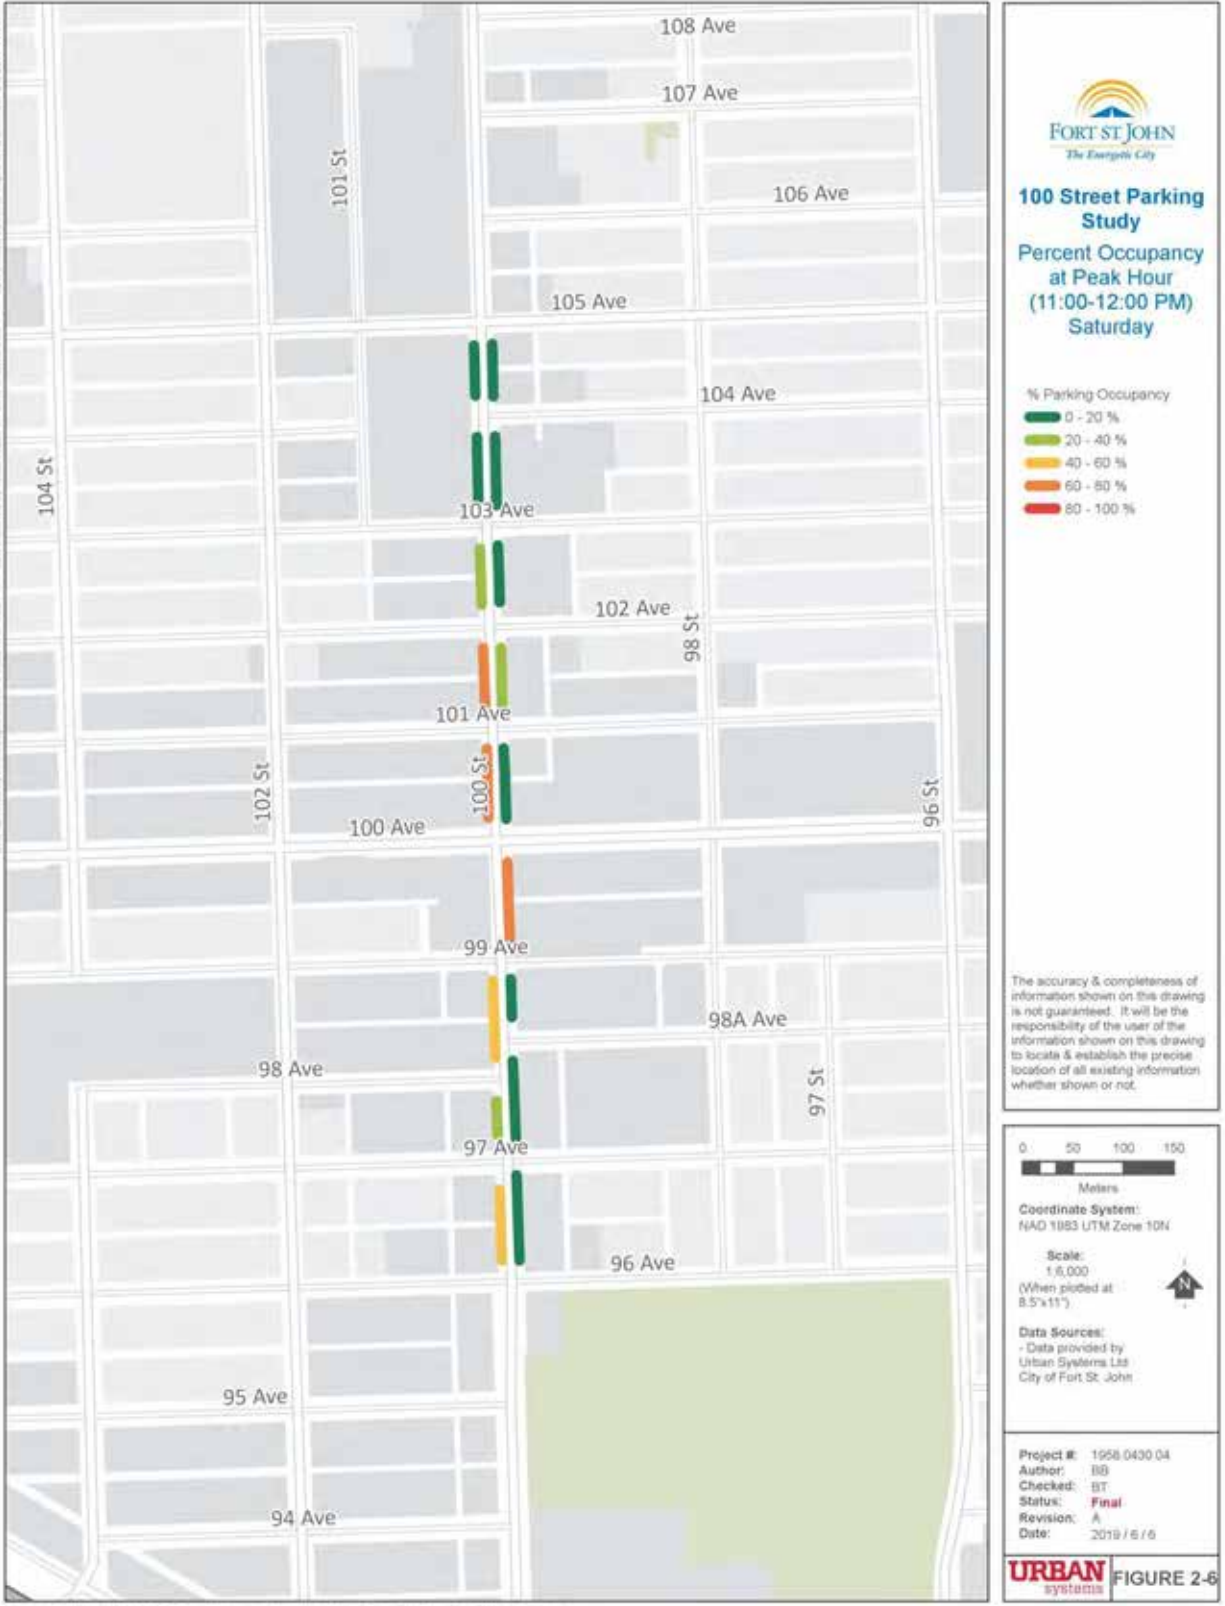 108 Ave
107 Ave
101 St
106 Ave
105 Ave
104 Ave
104 St
103 Ave
102 Ave
98 St
101 Ave
102 St
100 St
96 St
100 Ave
99 Ave
98A Ave
98 Ave
97 St
97 Ave
96 Ave
95 Ave
94 Ave
FORT ST. JOHN
The Energetic City
100 Street Parking
Study
Percent Occupancy
at Peak Hour
(11:00-12:00 PM)
Saturday
% Parking Occupancy
0 - 20 %
20 - 40 %
40 - 60 %
60 - 80 %
80 - 100 %
The accuracy & completeness of
information shown on this drawing
is not guaranteed. It will be the
responsibility of the user of the
information shown on this drawing
to locate & establish the precise
location of all existing information
whether shown or not.
0 50 100 150
Meters
Coordinate System:
NAD 1983 UTM Zone 10N
Scale:
1:6,000
(When plotted at
8.5"x11")
N
Data Sources:
- Data provided by
Urban Systems Ltd
City of Fort St. John
Project #: 1958.0430.04
Author: BB
Checked: BT
Status: Final
Revision: A
Date: 2019 / 6 / 6
URBAN
systems
FIGURE 2-6